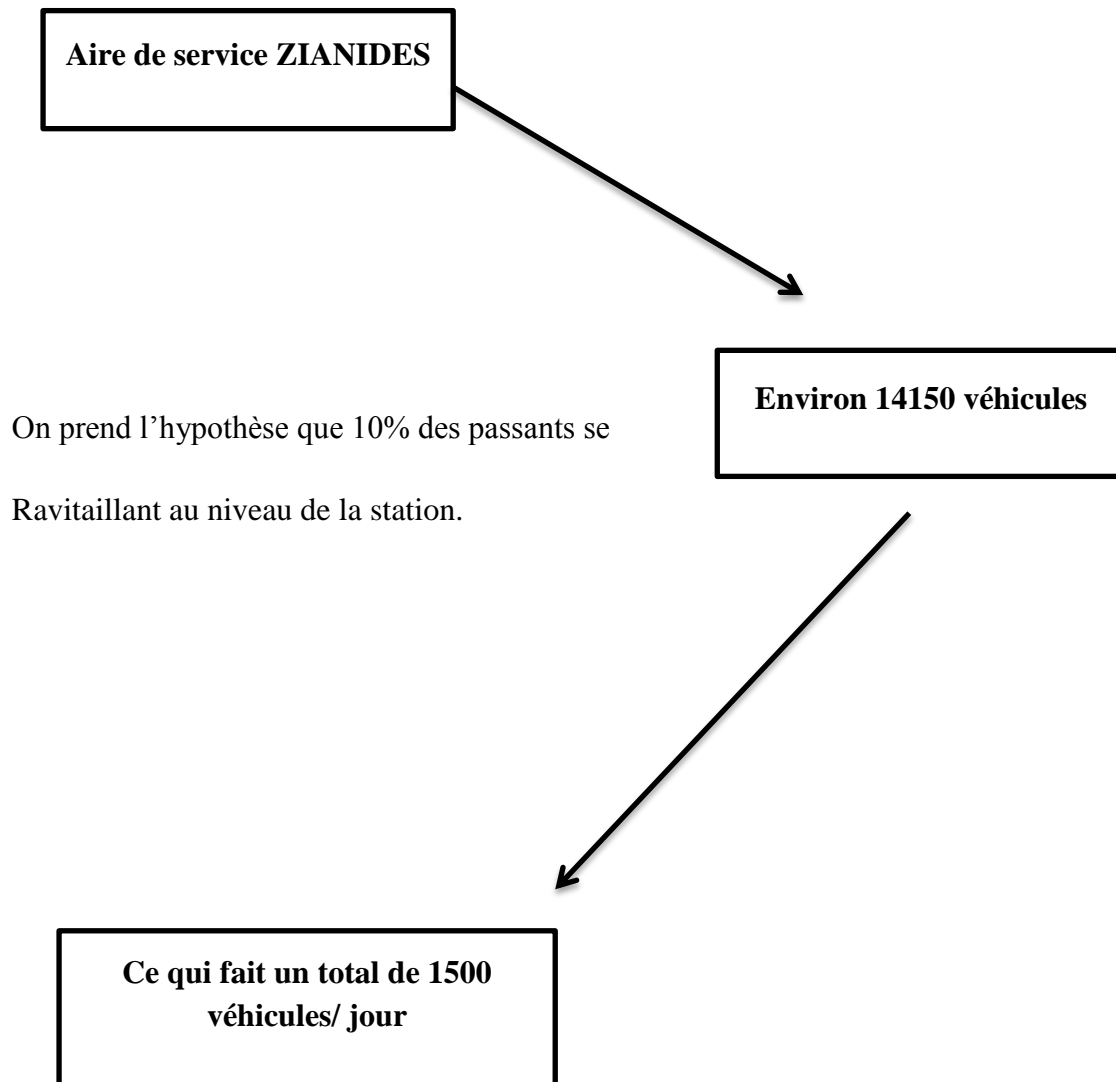 Aire de service ZIANIDES
Environ 14150 véhicules
On prend l’hypothèse que 10% des passants se
Ravitaillant au niveau de la station.
Ce qui fait un total de 1500
véhicules/ jour